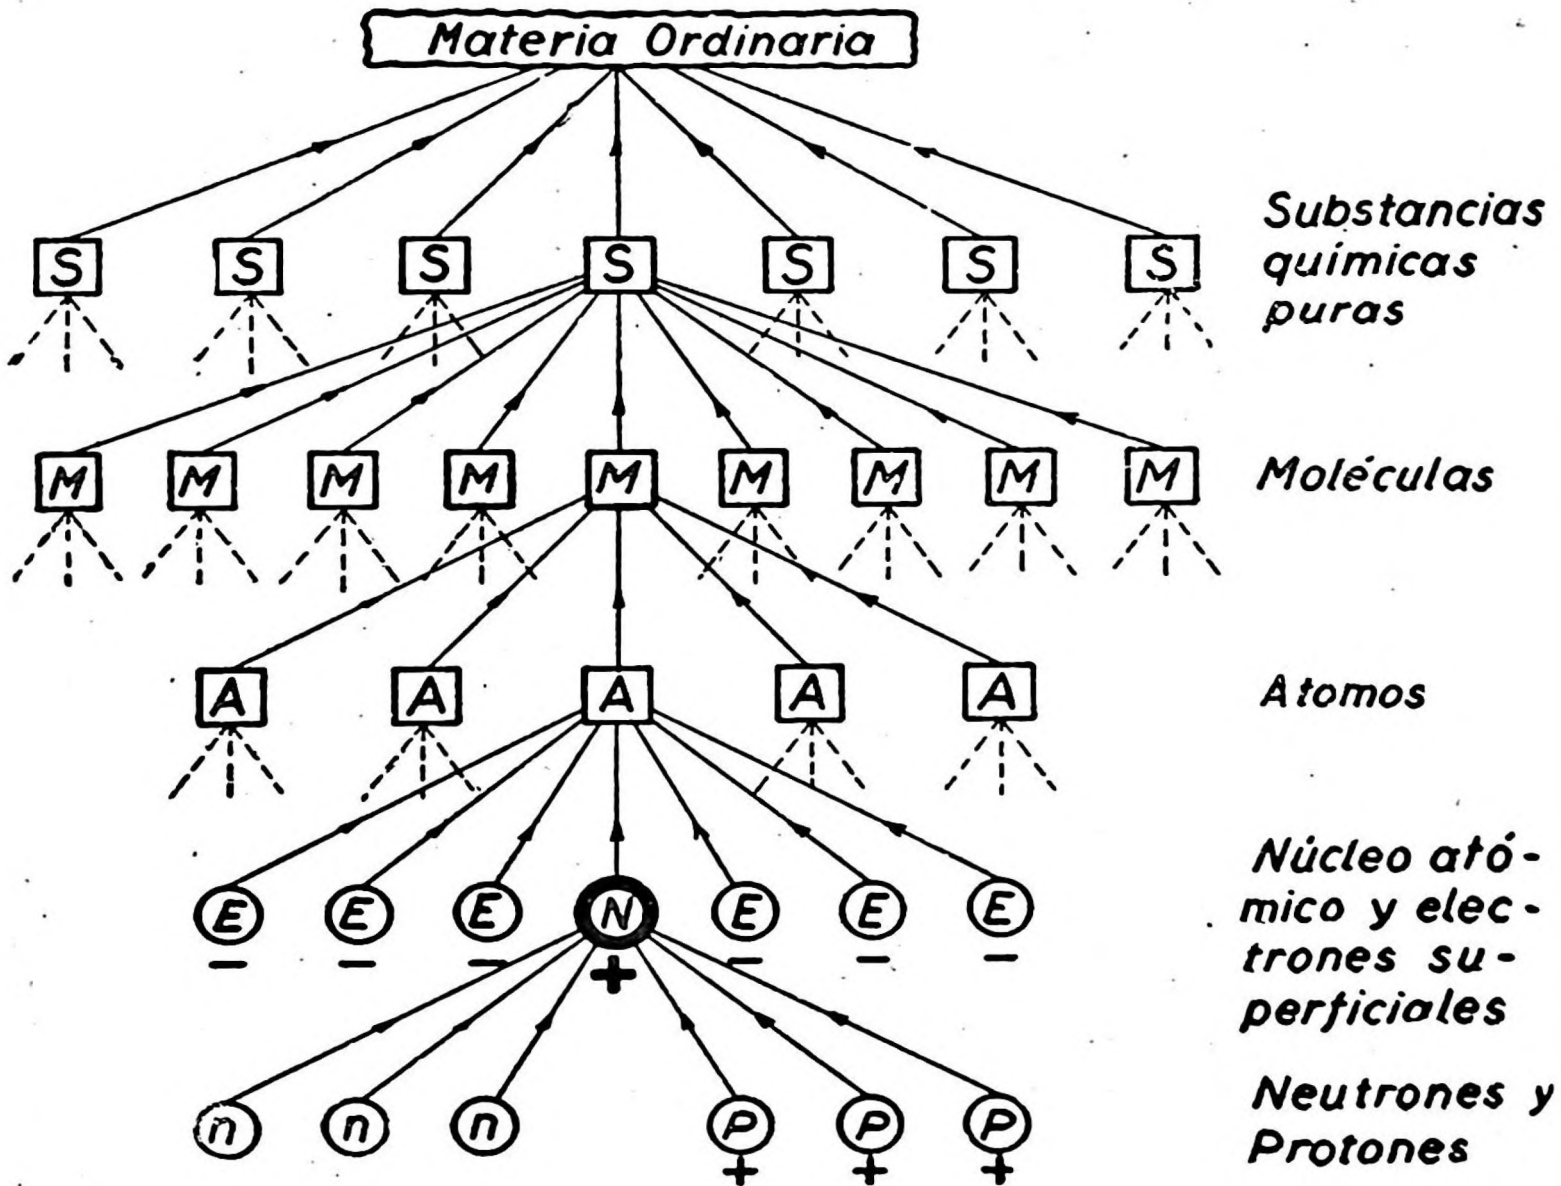 Materia Ordinaria
S S S S S S S
Substancias
químicas
puras
M M M M M M M M M
Moléculas
A A A A A
Atomos
E E E N E E E
− − − + − − −
Núcleo ató-
mico y elec-
trones su-
perficiales
n n n P P P
+ + +
Neutrones y
Protones